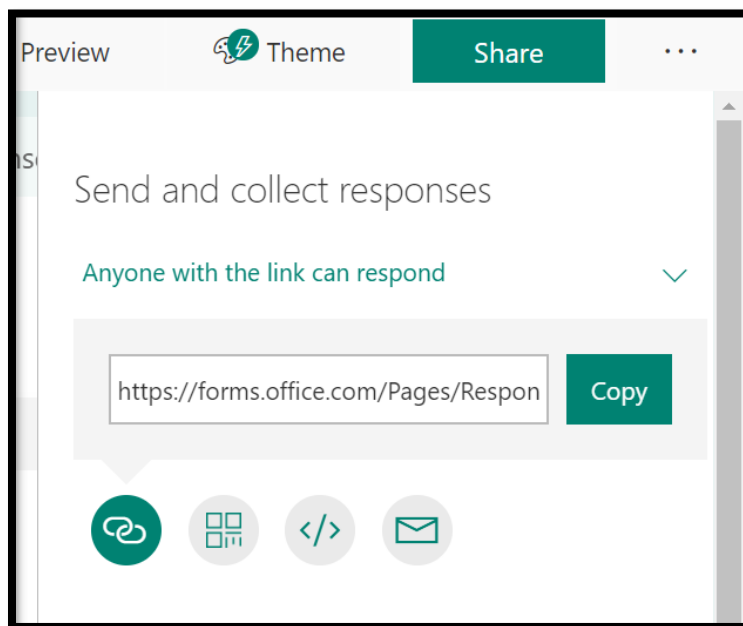 Preview Theme Share ...
nse
Send and collect responses
Anyone with the link can respond
https://forms.office.com/Pages/Respon Copy
</>